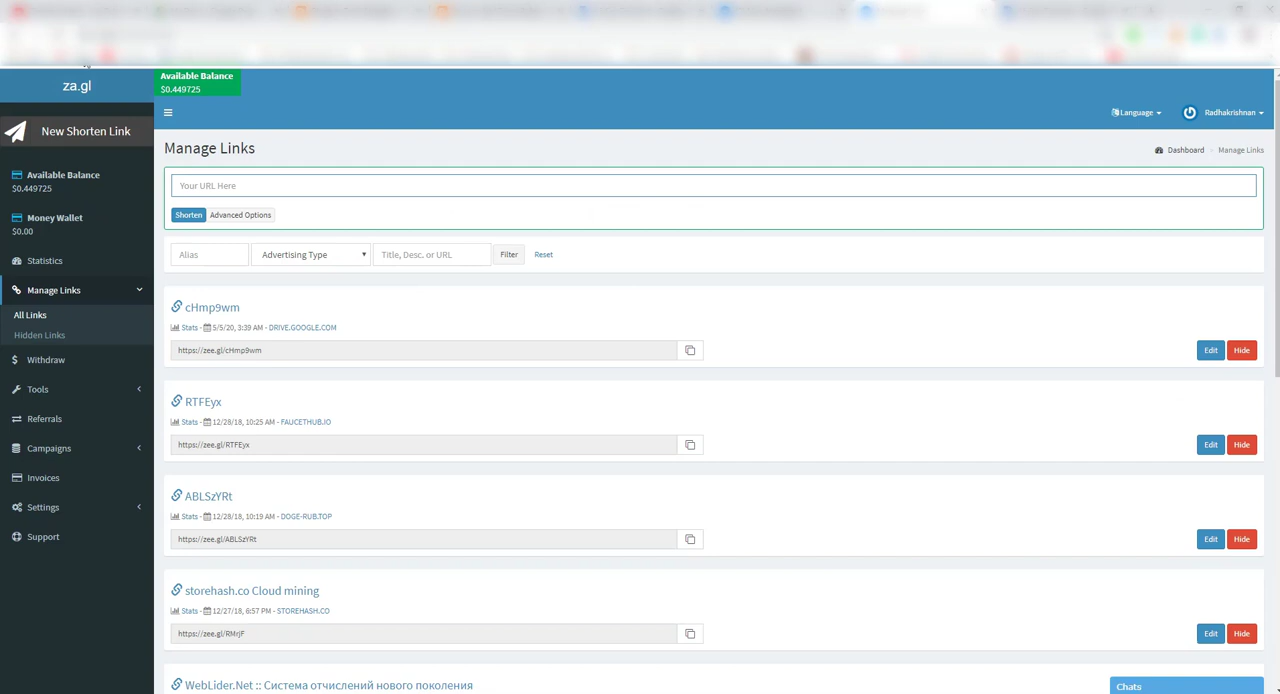 za.gl
Available Balance
$0.449725
New Shorten Link
Language
Radhakrishnan
Available Balance
$0.449725
Money Wallet
$0.00
Statistics
Manage Links
All Links
Hidden Links
Withdraw
Tools
Referrals
Campaigns
Invoices
Settings
Support
Manage Links
Dashboard - Manage Links
Your URL Here
Shorten Advanced Options
Alias Advertising Type Title, Desc. or URL Filter Reset
cHmp9wm
Stats - 5/5/20, 3:39 AM - DRIVE.GOOGLE.COM
https://zee.gl/cHmp9wm Edit Hide
RTFEyx
Stats - 12/28/18, 10:25 AM - FAUCETHUB.IO
https://zee.gl/RTFEyx Edit Hide
ABLSzYRt
Stats - 12/28/18, 10:19 AM - DOGE-RUB.TOP
https://zee.gl/ABLSzYRt Edit Hide
storehash.co Cloud mining
Stats - 12/27/18, 6:57 PM - STOREHASH.CO
https://zee.gl/RMrjF Edit Hide
WebLider.Net :: Система отчислений нового поколения
Chats